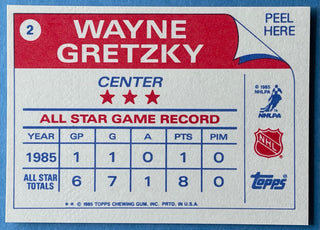 2
WAYNE
GRETZKY
PEEL
HERE
CENTER
★★★
ALL STAR GAME RECORD
YEAR GP G A PTS PIM
1985 1 1 0 1 0
ALL STAR
TOTALS 6 7 1 8 0
© 1985
NHLPA
NHLPA
NHL
Topps
★★ © 1985 TOPPS CHEWING GUM, INC. PRTD. IN U.S.A.